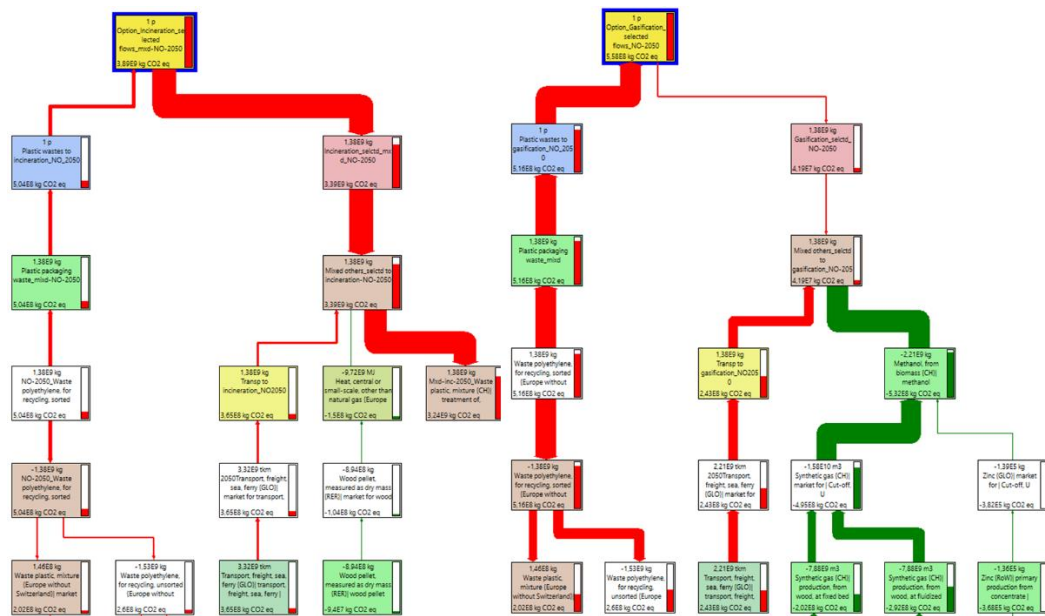 1 p
Option_Incineration_se
lected
flows_mxd-NO-2050
3,89E9 kg CO2 eq
1 p
Plastic wastes to
incineration_NO_2050
5,04E8 kg CO2 eq
1,38E9 kg
Incineration_selctd_mx
d_NO-2050
3,39E9 kg CO2 eq
1,38E9 kg
Plastic packaging
waste_mixd-NO-2050
5,04E8 kg CO2 eq
1,38E9 kg
Mixed others_selctd to
incineration-NO-2050
3,39E9 kg CO2 eq
1,38E9 kg
NO-2050_Waste
polyethylene, for
recycling, sorted
5,04E8 kg CO2 eq
1,38E9 kg
Transp to
incineration_NO2050
3,65E8 kg CO2 eq
-9,72E9 MJ
Heat, central or
small-scale, other than
natural gas {Europe
-1,5E8 kg CO2 eq
1,38E9 kg
Mxd-inc-2050_Waste
plastic, mixture {CH}|
treatment of,
3,24E9 kg CO2 eq
-1,38E9 kg
NO-2050_Waste
polyethylene, for
recycling, sorted
5,04E8 kg CO2 eq
3,32E9 tkm
2050Transport, freight,
sea, ferry {GLO}|
market for transport,
3,65E8 kg CO2 eq
-8,94E8 kg
Wood pellet,
measured as dry mass
{RER}| market for wood
-1,04E8 kg CO2 eq
1,46E8 kg
Waste plastic, mixture
{Europe without
Switzerland}| market
2,02E8 kg CO2 eq
-1,53E9 kg
Waste polyethylene,
for recycling, unsorted
{Europe without
2,6E8 kg CO2 eq
3,32E9 tkm
Transport, freight, sea,
ferry {GLO}| transport,
freight, sea, ferry |
3,65E8 kg CO2 eq
-8,94E8 kg
Wood pellet,
measured as dry mass
{RER}| wood pellet
-9,4E7 kg CO2 eq
1 p
Option_Gasification_
selected
flows_NO-2050
5,58E8 kg CO2 eq
1 p
Plastic wastes to
gasification_NO_205
0
5,16E8 kg CO2 eq
1,38E9 kg
Gasification_selctd_
NO-2050
4,19E7 kg CO2 eq
1,38E9 kg
Plastic packaging
waste_mixd
5,16E8 kg CO2 eq
1,38E9 kg
Mixed others_selctd
to
gasification_NO-205
4,19E7 kg CO2 eq
1,38E9 kg
Waste polyethylene,
for recycling, sorted
{Europe without
5,16E8 kg CO2 eq
1,38E9 kg
Transp to
gasification_NO205
0
2,43E8 kg CO2 eq
-2,21E9 kg
Methanol, from
biomass {CH}|
methanol
-5,32E8 kg CO2 eq
-1,38E9 kg
Waste polyethylene,
for recycling, sorted
{Europe without
5,16E8 kg CO2 eq
2,21E9 tkm
2050Transport, freight,
sea, ferry
{GLO}| market for
2,43E8 kg CO2 eq
-1,58E10 m3
Synthetic gas {CH}|
market for | Cut-off,
U
-4,95E8 kg CO2 eq
-1,39E5 kg
Zinc {GLO}| market
for | Cut-off, U
-3,82E5 kg CO2 eq
1,46E8 kg
Waste plastic, mixture
{Europe without
Switzerland}| market
2,02E8 kg CO2 eq
-1,53E9 kg
Waste polyethylene,
for recycling,
unsorted {Europe
2,6E8 kg CO2 eq
2,21E9 tkm
Transport, freight,
sea, ferry {GLO}|
transport, freight,
2,43E8 kg CO2 eq
-7,88E9 m3
Synthetic gas {CH}|
production, from
wood, at fixed bed
-2,02E8 kg CO2 eq
-7,88E9 m3
Synthetic gas {CH}|
production, from
wood, at fluidized
-2,92E8 kg CO2 eq
-1,36E5 kg
Zinc {RoW}| primary
production from
concentrate |
-3,68E5 kg CO2 eq